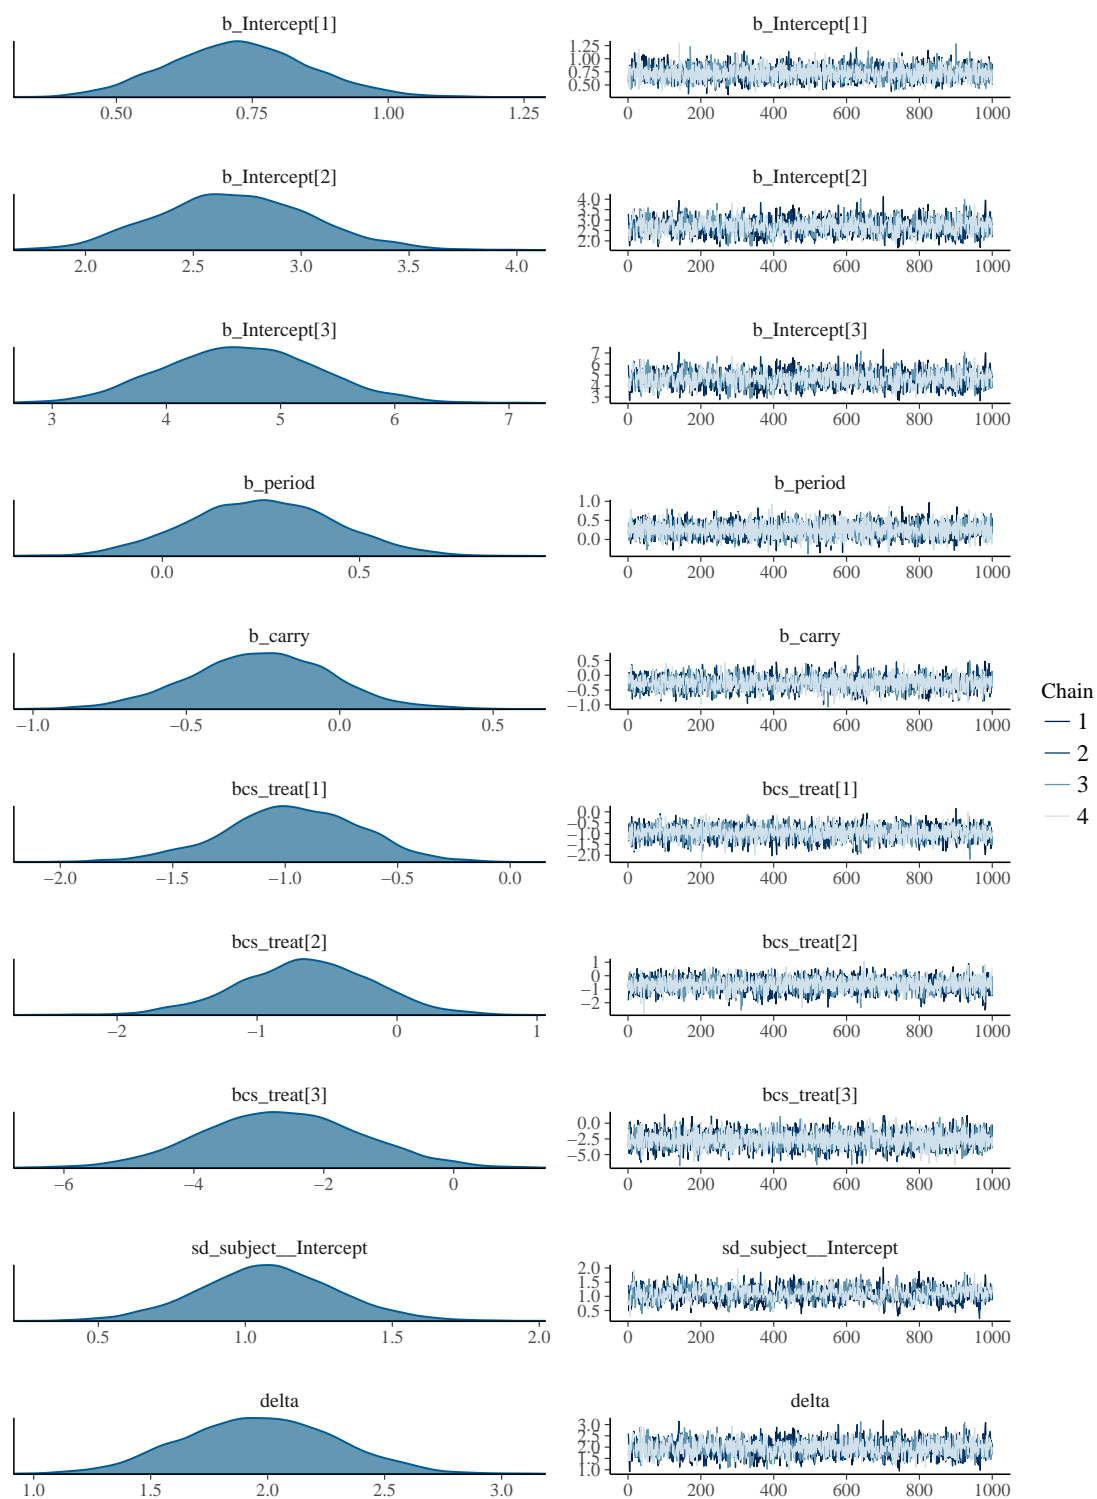 b_Intercept[1] b_Intercept[1]
1.25
1.00
0.75
0.50
0.50 0.75 1.00 1.25 0 200 400 600 800 1000
b_Intercept[2] b_Intercept[2]
4.0
3.5
3.0
2.5
2.0
2.0 2.5 3.0 3.5 4.0 0 200 400 600 800 1000
b_Intercept[3] b_Intercept[3]
7
6
5
4
3
3 4 5 6 7 0 200 400 600 800 1000
b_period b_period
1.0
0.5
0.0
0.0 0.5 0 200 400 600 800 1000
b_carry b_carry
0.5
0.0
−0.5
−1.0
−1.0 −0.5 0.0 0.5 0 200 400 600 800 1000
Chain
1
2
3
4
bcs_treat[1] bcs_treat[1]
0.0
−0.5
−1.0
−1.5
−2.0
−2.0 −1.5 −1.0 −0.5 0.0 0 200 400 600 800 1000
bcs_treat[2] bcs_treat[2]
1
0
−1
−2
−2 −1 0 1 0 200 400 600 800 1000
bcs_treat[3] bcs_treat[3]
0.0
−2.5
−5.0
−6 −4 −2 0 0 200 400 600 800 1000
sd_subject__Intercept sd_subject__Intercept
2.0
1.5
1.0
0.5
0.5 1.0 1.5 2.0 0 200 400 600 800 1000
delta delta
3.0
2.5
2.0
1.5
1.0
1.0 1.5 2.0 2.5 3.0 0 200 400 600 800 1000